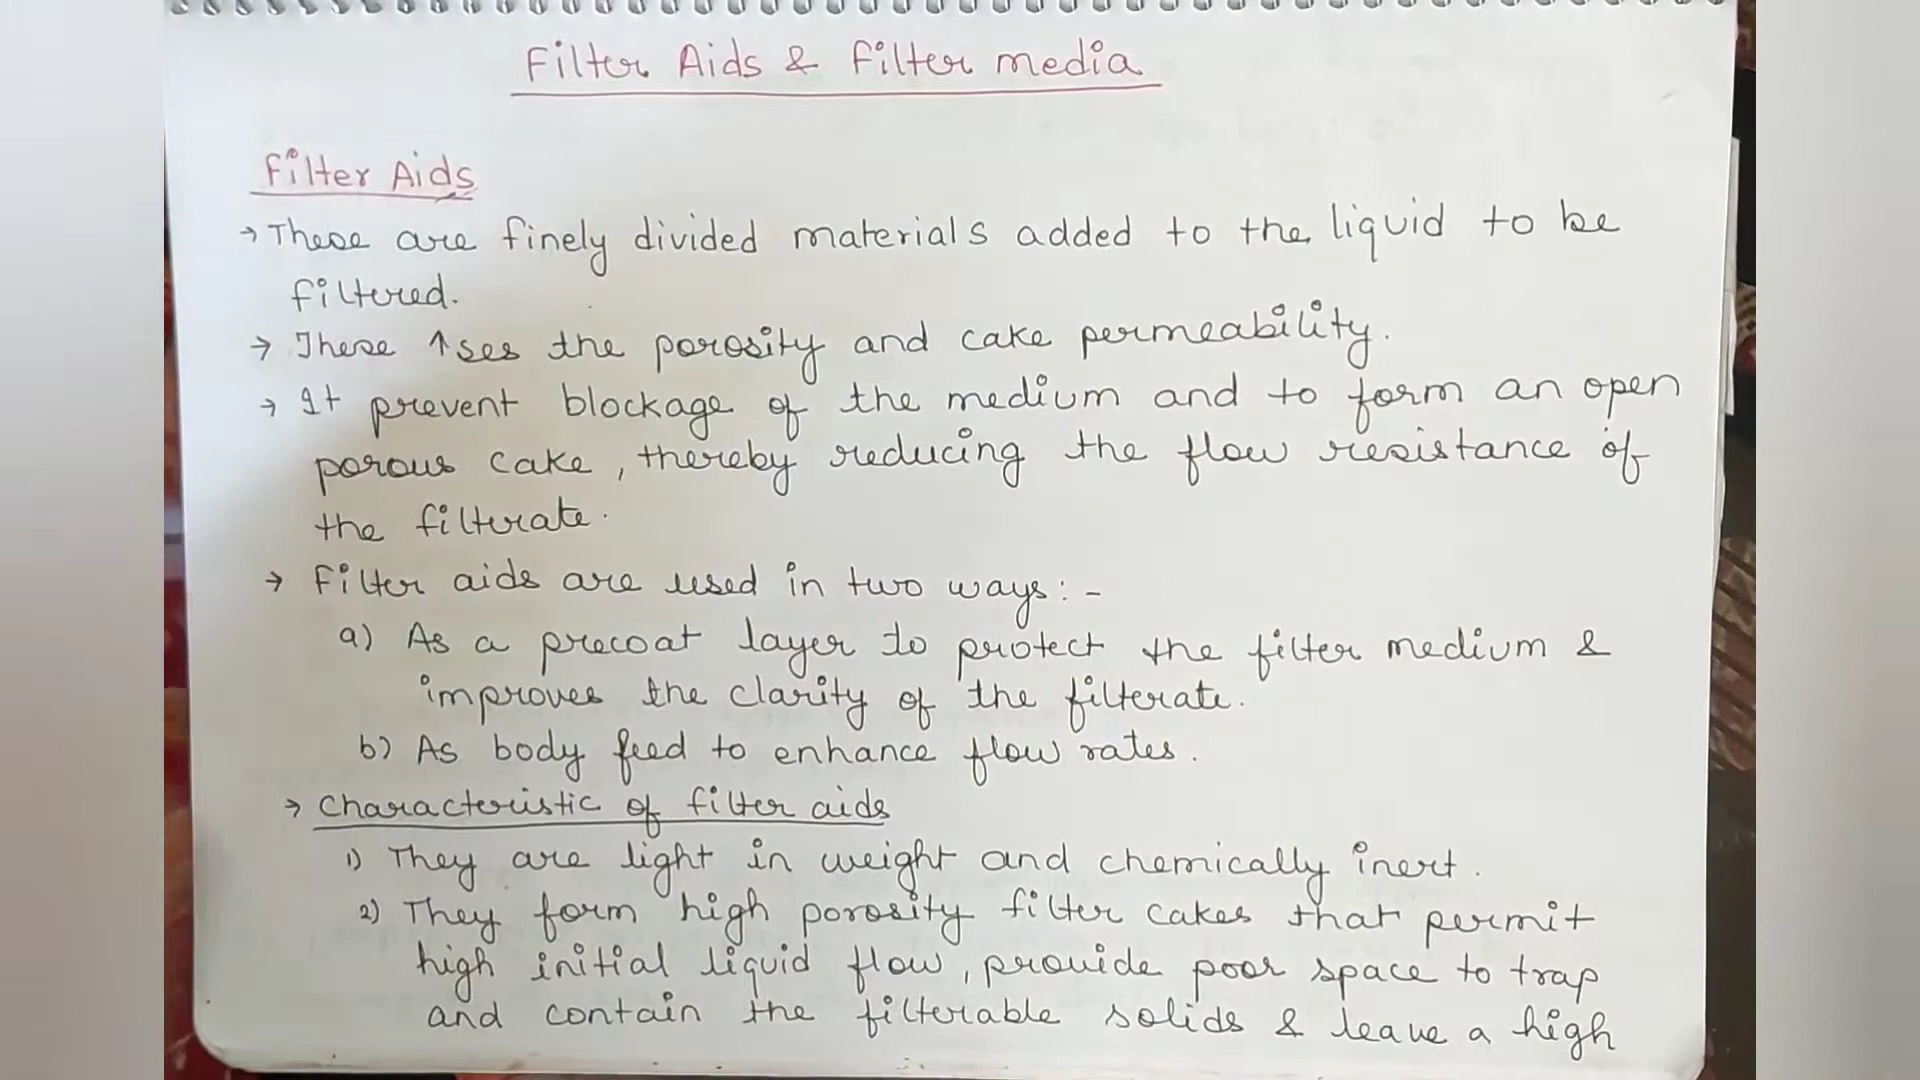 Filter Aids & Filter media
Filter Aids
→ These are finely divided materials added to the liquid to be
filtered.
→ These ↑ses the porosity and cake permeability.
→ It prevent blockage of the medium and to form an open
porous cake, thereby reducing the flow resistance of
the filterate.
→ Filter aids are used in two ways:-
a) As a precoat layer to protect the filter medium &
improves the clarity of the filterate.
b) As body feed to enhance flow rates.
→ Characteristic of filter aids
1) They are light in weight and chemically inert.
2) They form high porosity filter cakes that permit
high initial liquid flow, provide poor space to trap
and contain the filterable solids & leave a high